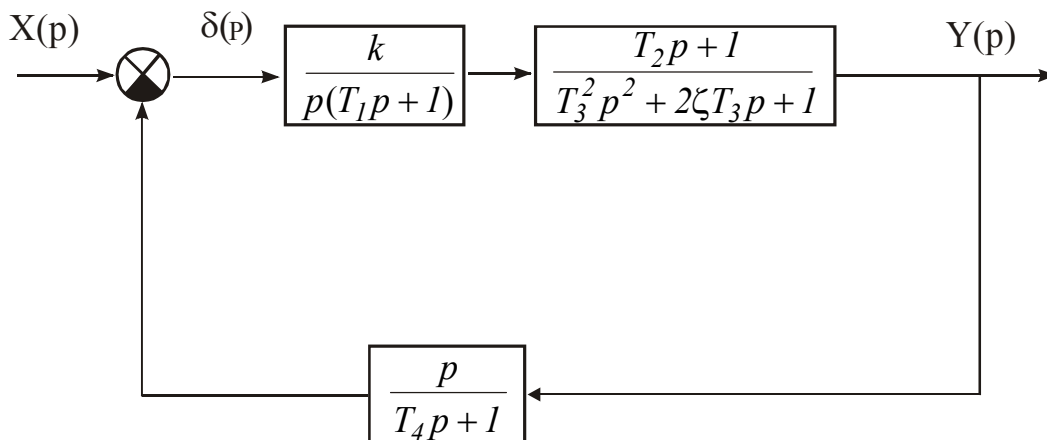 X(p)
δ(P)
k
p(T₁p + 1)
T₂p + 1
T₃²p² + 2ζT₃p + 1
Y(p)
p
T₄p + 1